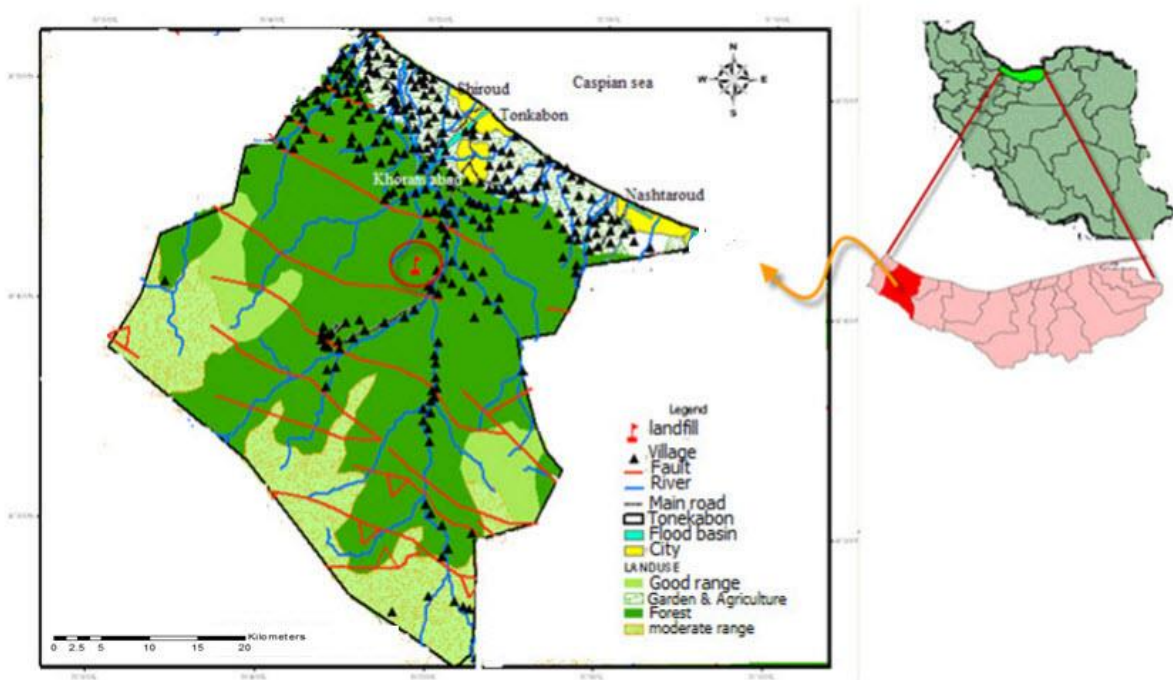 N
W
E
S
Caspian sea
Shiroud
Tonkabon
Khoram abad
Nashtaroud
Legend
landfill
Village
Fault
River
Main road
Tonekabon
Flood basin
City
LANDUSE
Good range
Garden & Agriculture
Forest
moderate range
0 2.5 5 10 15 20 Kilometers